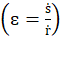 (ε = ṡ/ṙ)